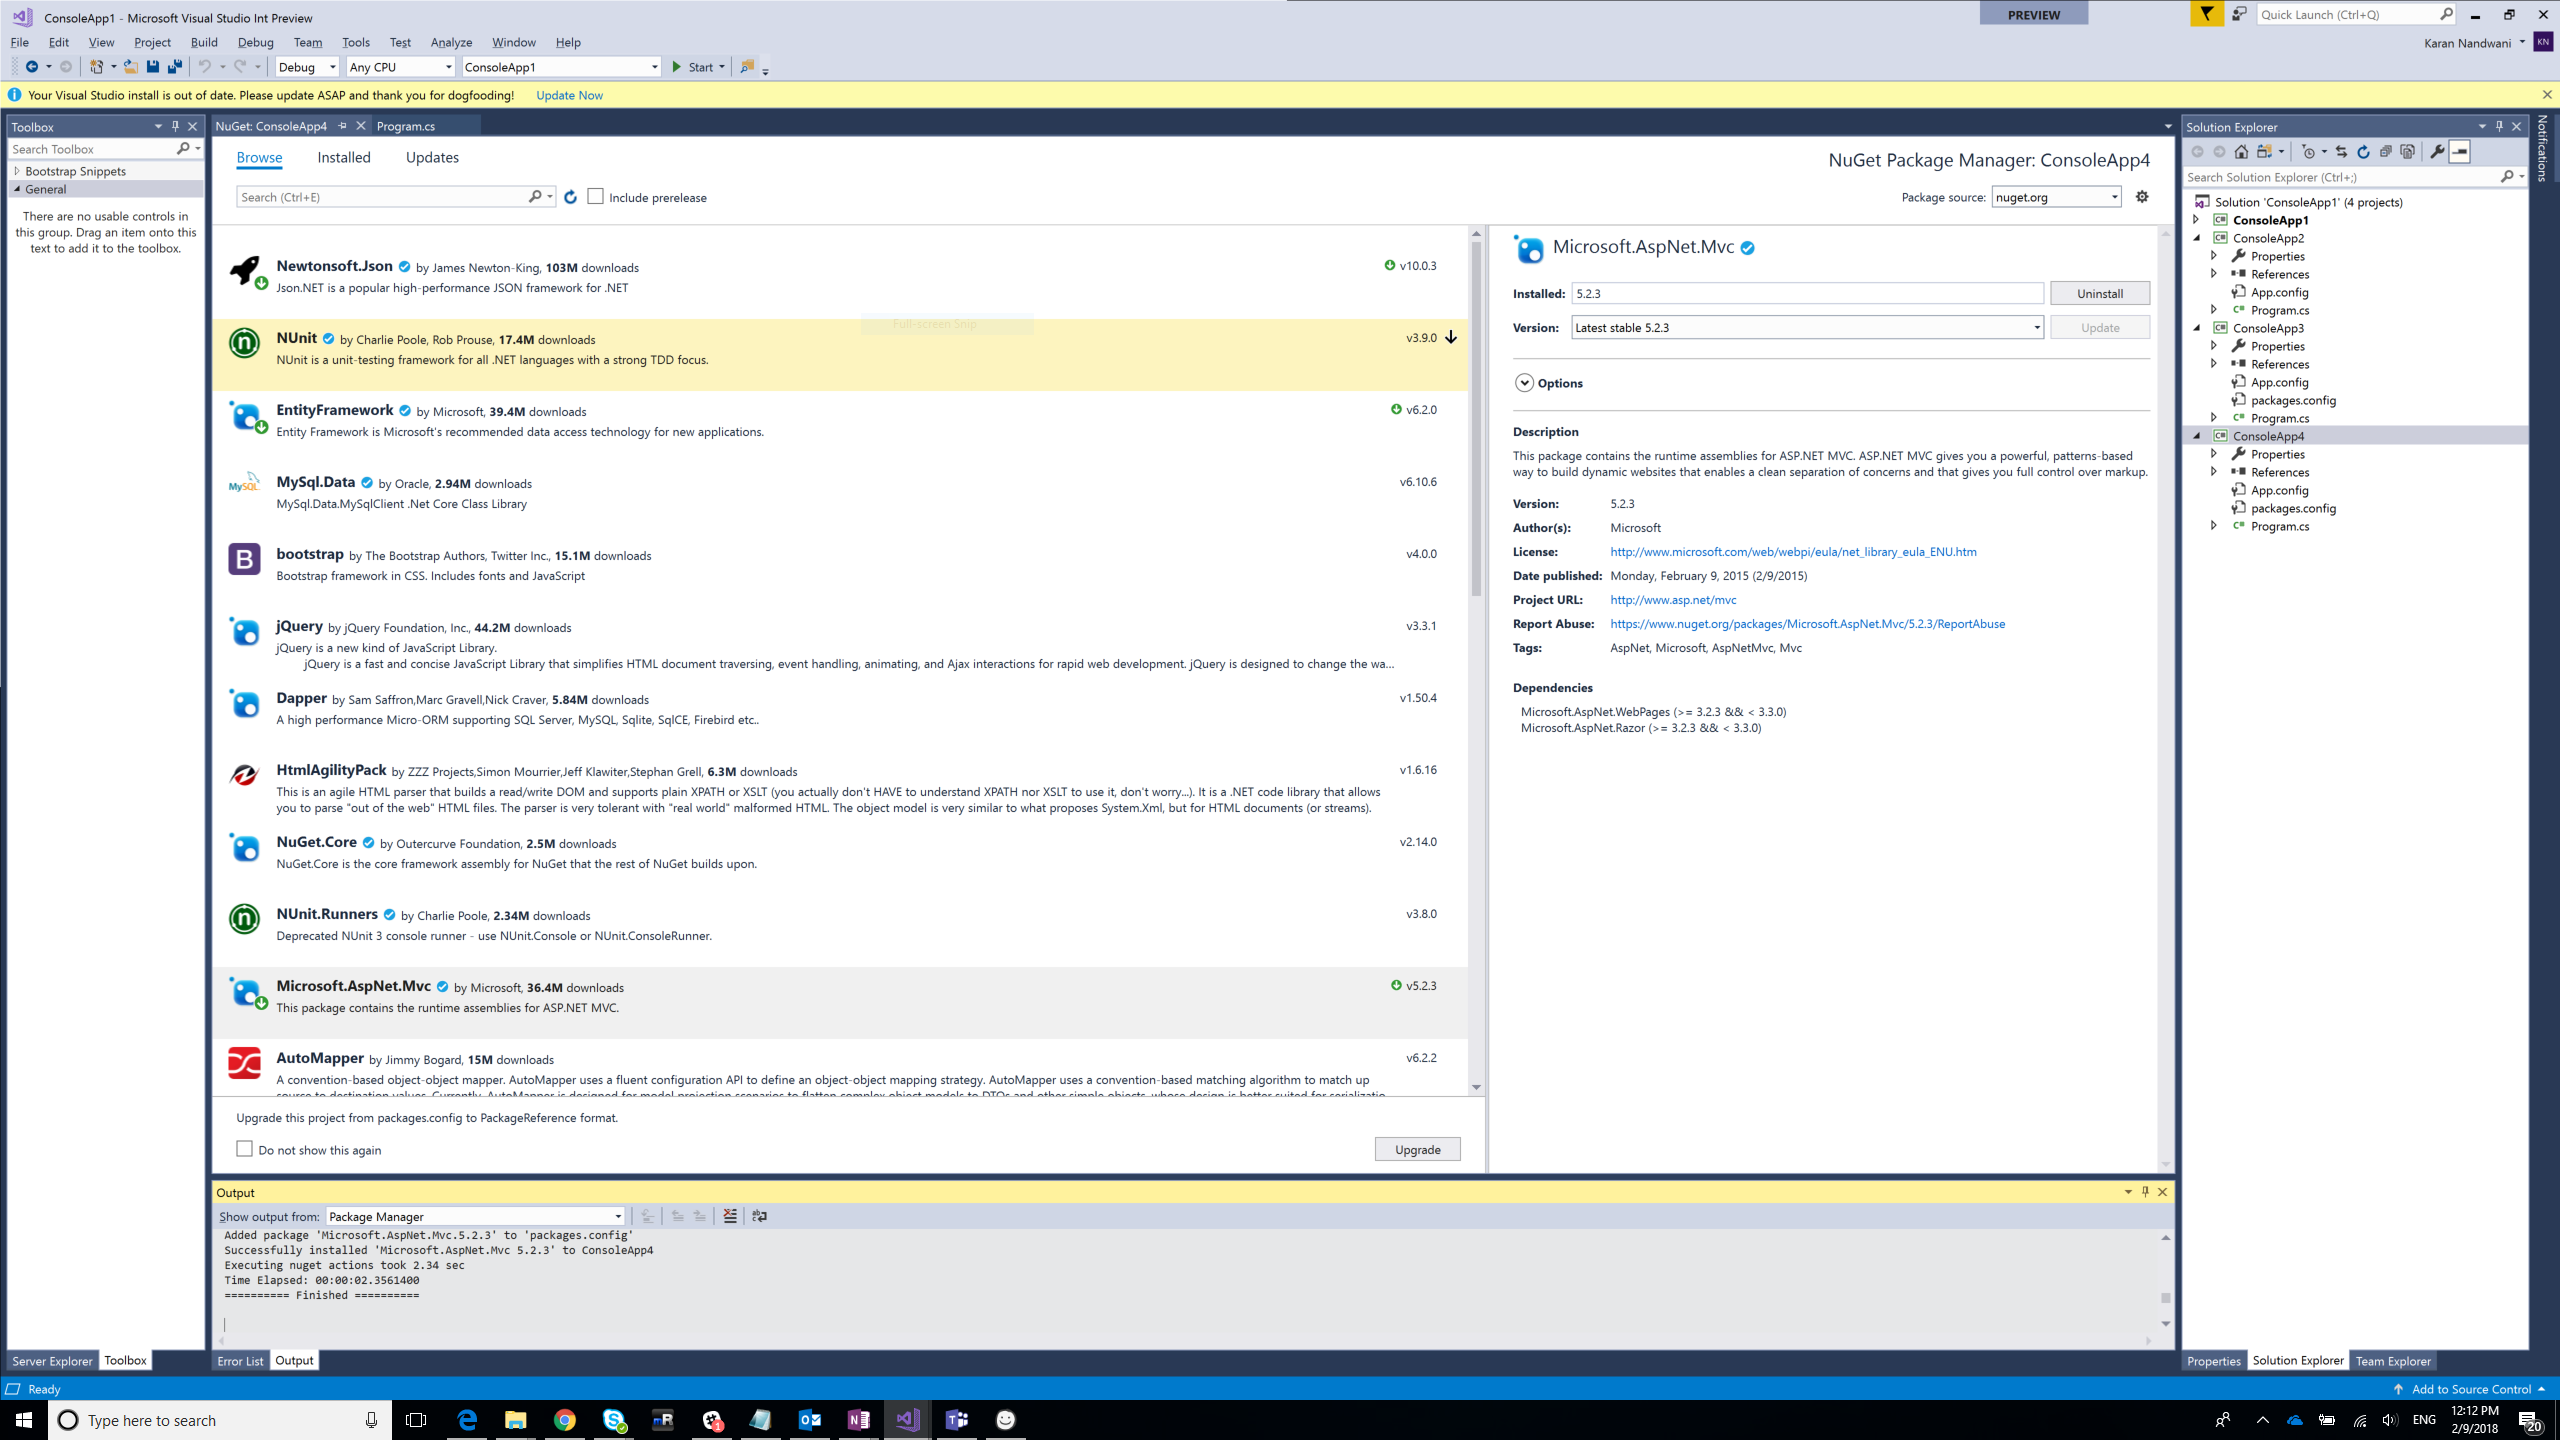 ConsoleApp1 - Microsoft Visual Studio Int Preview
PREVIEW
Quick Launch (Ctrl+Q)
File Edit View Project Build Debug Team Tools Test Analyze Window Help
Karan Nandwani KN
Debug Any CPU ConsoleApp1 Start
Your Visual Studio install is out of date. Please update ASAP and thank you for dogfooding! Update Now
Toolbox
Search Toolbox
Bootstrap Snippets
General
There are no usable controls in
this group. Drag an item onto this
text to add it to the toolbox.
NuGet: ConsoleApp4 Program.cs
Browse Installed Updates
NuGet Package Manager: ConsoleApp4
Search (Ctrl+E) Include prerelease
Package source: nuget.org
Newtonsoft.Json by James Newton-King, 103M downloads v10.0.3
Json.NET is a popular high-performance JSON framework for .NET
Full-screen Snip
NUnit by Charlie Poole, Rob Prouse, 17.4M downloads v3.9.0
NUnit is a unit-testing framework for all .NET languages with a strong TDD focus.
EntityFramework by Microsoft, 39.4M downloads v6.2.0
Entity Framework is Microsoft's recommended data access technology for new applications.
MySQL
MySql.Data by Oracle, 2.94M downloads v6.10.6
MySql.Data.MySqlClient .Net Core Class Library
B
bootstrap by The Bootstrap Authors, Twitter Inc., 15.1M downloads v4.0.0
Bootstrap framework in CSS. Includes fonts and JavaScript
jQuery by jQuery Foundation, Inc., 44.2M downloads v3.3.1
jQuery is a new kind of JavaScript Library.
jQuery is a fast and concise JavaScript Library that simplifies HTML document traversing, event handling, animating, and Ajax interactions for rapid web development. jQuery is designed to change the wa...
Dapper by Sam Saffron,Marc Gravell,Nick Craver, 5.84M downloads v1.50.4
A high performance Micro-ORM supporting SQL Server, MySQL, Sqlite, SqlCE, Firebird etc..
HtmlAgilityPack by ZZZ Projects,Simon Mourrier,Jeff Klawiter,Stephan Grell, 6.3M downloads v1.6.16
This is an agile HTML parser that builds a read/write DOM and supports plain XPATH or XSLT (you actually don't HAVE to understand XPATH nor XSLT to use it, don't worry...). It is a .NET code library that allows
you to parse "out of the web" HTML files. The parser is very tolerant with "real world" malformed HTML. The object model is very similar to what proposes System.Xml, but for HTML documents (or streams).
NuGet.Core by Outercurve Foundation, 2.5M downloads v2.14.0
NuGet.Core is the core framework assembly for NuGet that the rest of NuGet builds upon.
NUnit.Runners by Charlie Poole, 2.34M downloads v3.8.0
Deprecated NUnit 3 console runner - use NUnit.Console or NUnit.ConsoleRunner.
Microsoft.AspNet.Mvc by Microsoft, 36.4M downloads v5.2.3
This package contains the runtime assemblies for ASP.NET MVC.
AutoMapper by Jimmy Bogard, 15M downloads v6.2.2
A convention-based object-object mapper. AutoMapper uses a fluent configuration API to define an object-object mapping strategy. AutoMapper uses a convention-based matching algorithm to match up
source to destination values. Currently, AutoMapper is designed for model projection scenarios to flatten complex object models to DTOs and other simple objects, whose design is better suited for serializatio
Upgrade this project from packages.config to PackageReference format.
Do not show this again
Upgrade
Microsoft.AspNet.Mvc
Installed: 5.2.3 Uninstall
Version: Latest stable 5.2.3 Update
Options
Description
This package contains the runtime assemblies for ASP.NET MVC. ASP.NET MVC gives you a powerful, patterns-based
way to build dynamic websites that enables a clean separation of concerns and that gives you full control over markup.
Version: 5.2.3
Author(s): Microsoft
License: http://www.microsoft.com/web/webpi/eula/net_library_eula_ENU.htm
Date published: Monday, February 9, 2015 (2/9/2015)
Project URL: http://www.asp.net/mvc
Report Abuse: https://www.nuget.org/packages/Microsoft.AspNet.Mvc/5.2.3/ReportAbuse
Tags: AspNet, Microsoft, AspNetMvc, Mvc
Dependencies
Microsoft.AspNet.WebPages (>= 3.2.3 && < 3.3.0)
Microsoft.AspNet.Razor (>= 3.2.3 && < 3.3.0)
Output
Show output from: Package Manager
Added package 'Microsoft.AspNet.Mvc.5.2.3' to 'packages.config'
Successfully installed 'Microsoft.AspNet.Mvc 5.2.3' to ConsoleApp4
Executing nuget actions took 2.34 sec
Time Elapsed: 00:00:02.3561400
========== Finished ==========
Solution Explorer
Search Solution Explorer (Ctrl+;)
Solution 'ConsoleApp1' (4 projects)
C# ConsoleApp1
C# ConsoleApp2
Properties
References
App.config
C# Program.cs
C# ConsoleApp3
Properties
References
App.config
packages.config
C# Program.cs
C# ConsoleApp4
Properties
References
App.config
packages.config
C# Program.cs
Notifications
Server Explorer Toolbox
Error List Output
Properties Solution Explorer Team Explorer
Ready
Add to Source Control
Type here to search
ENG
12:12 PM
2/9/2018
20